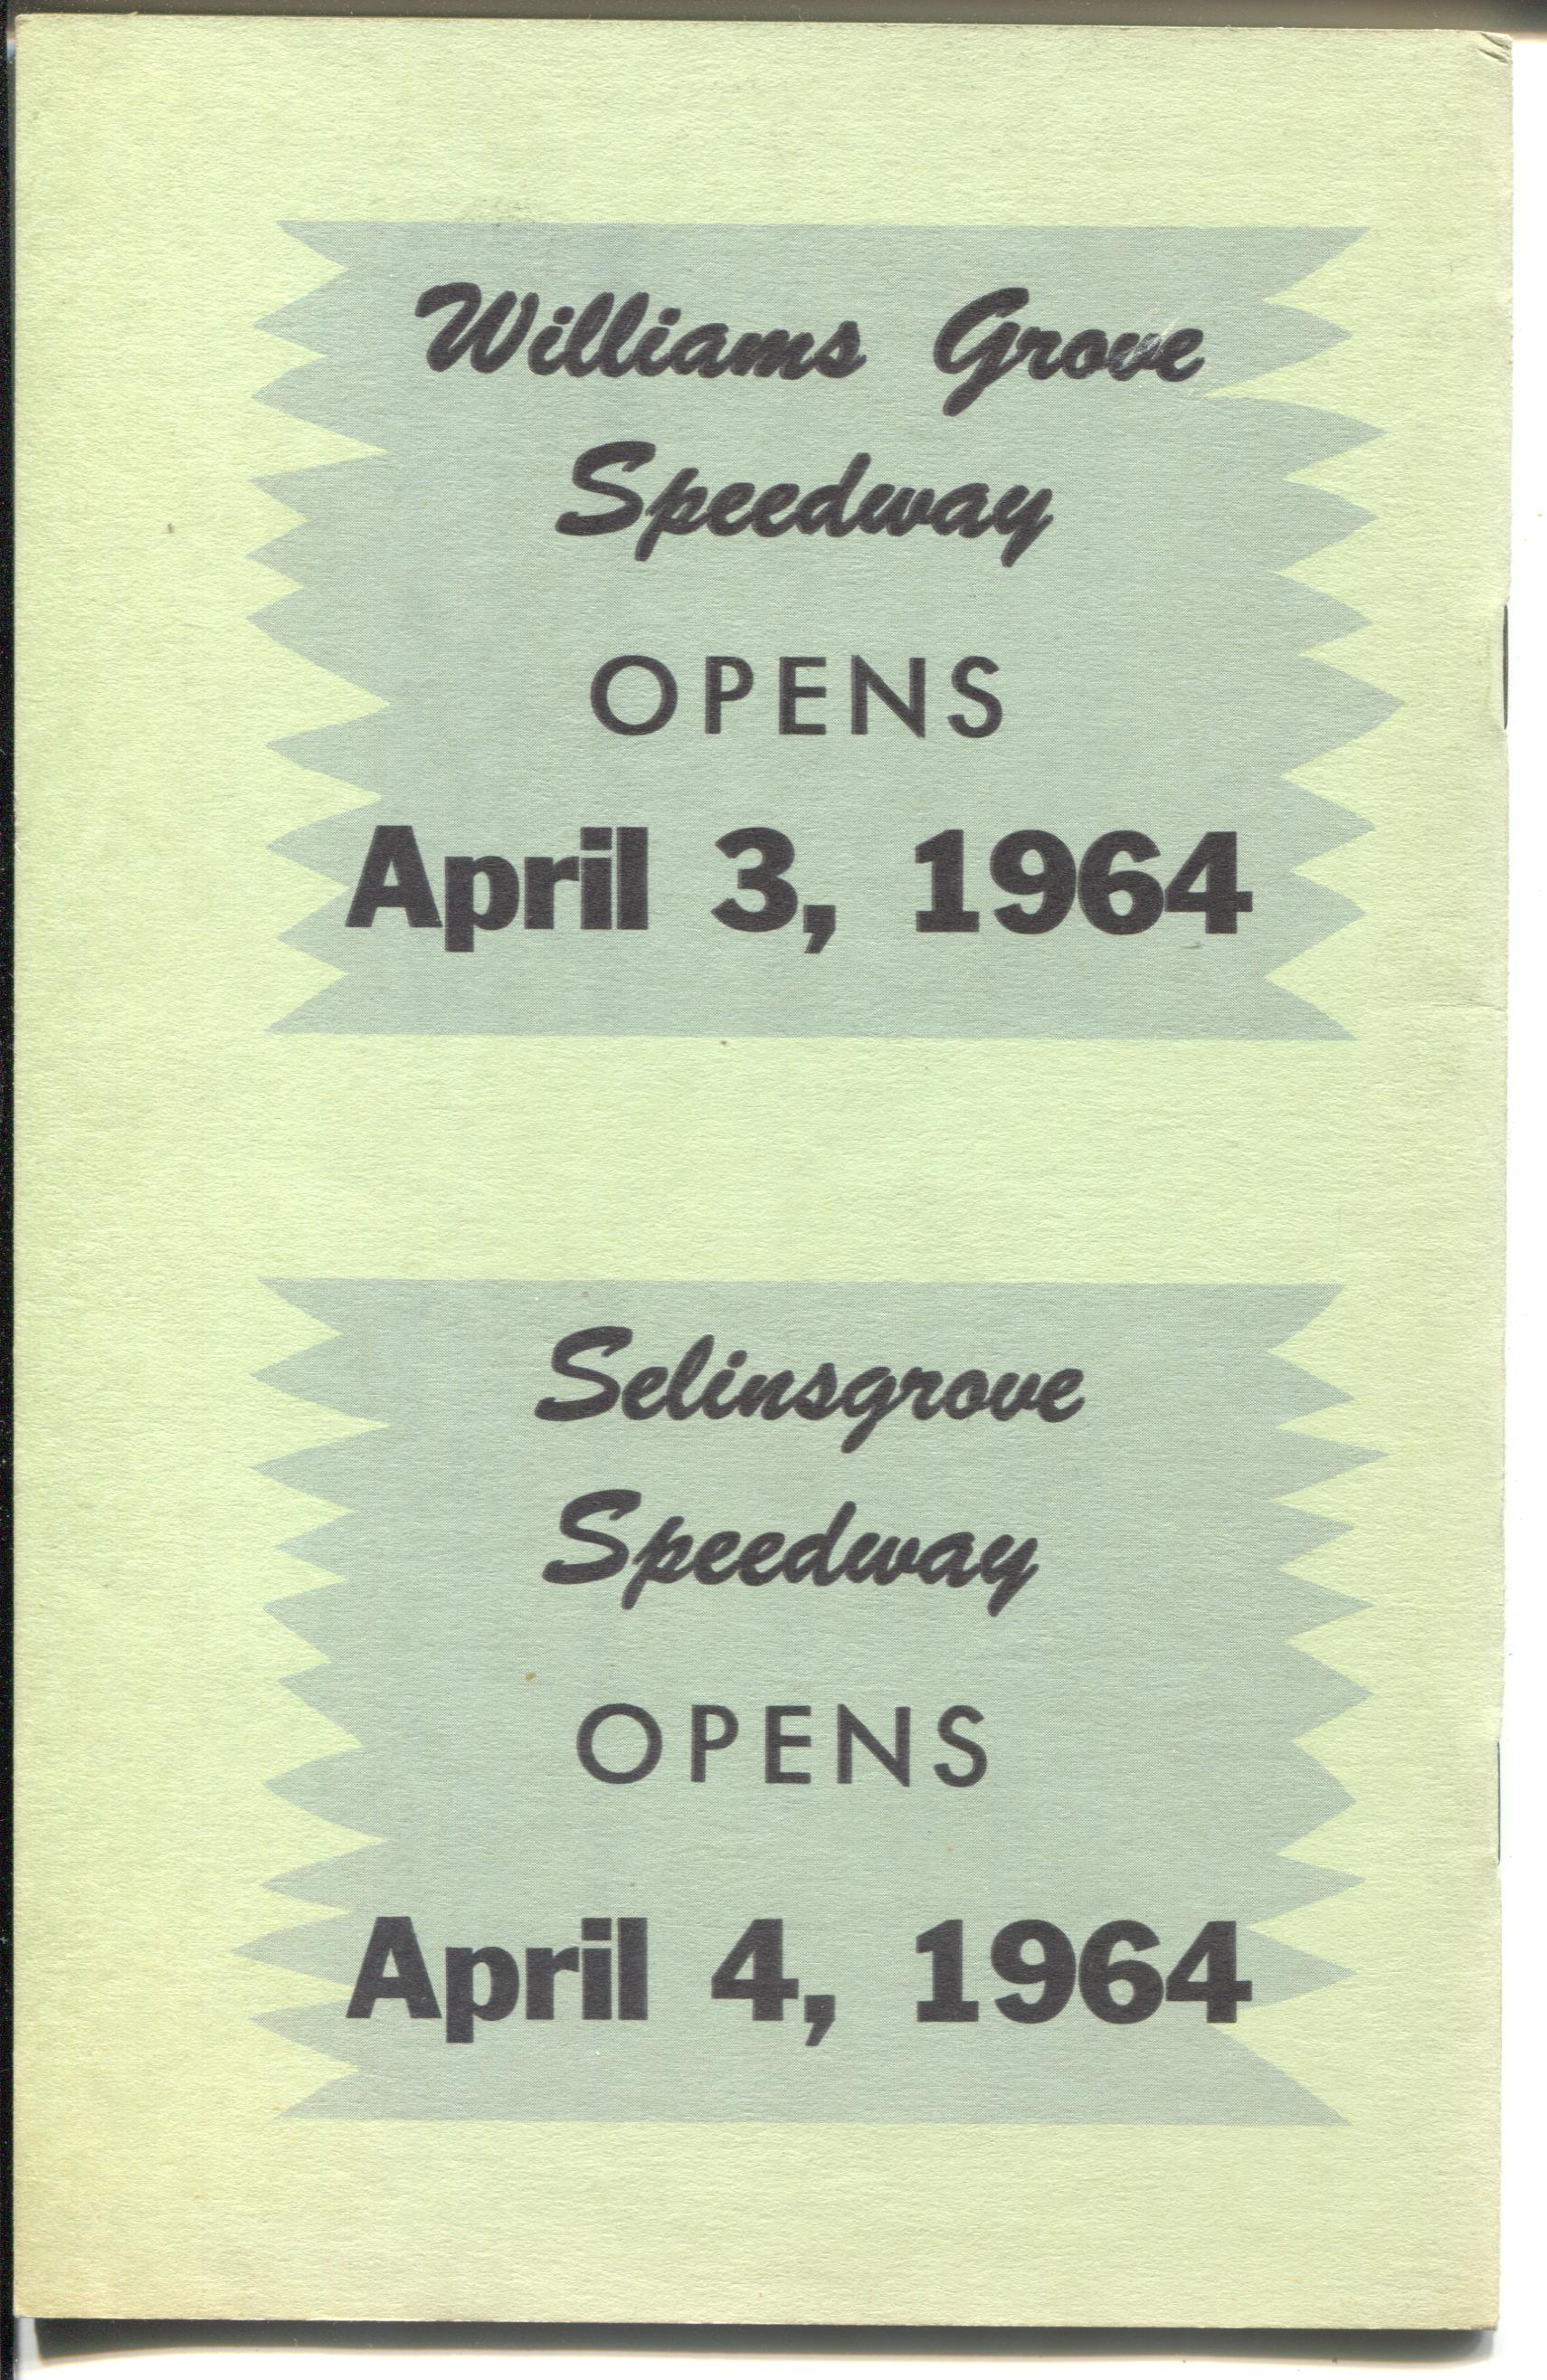 Williams Grove
Speedway
OPENS
April 3, 1964
Selinsgrove
Speedway
OPENS
April 4, 1964